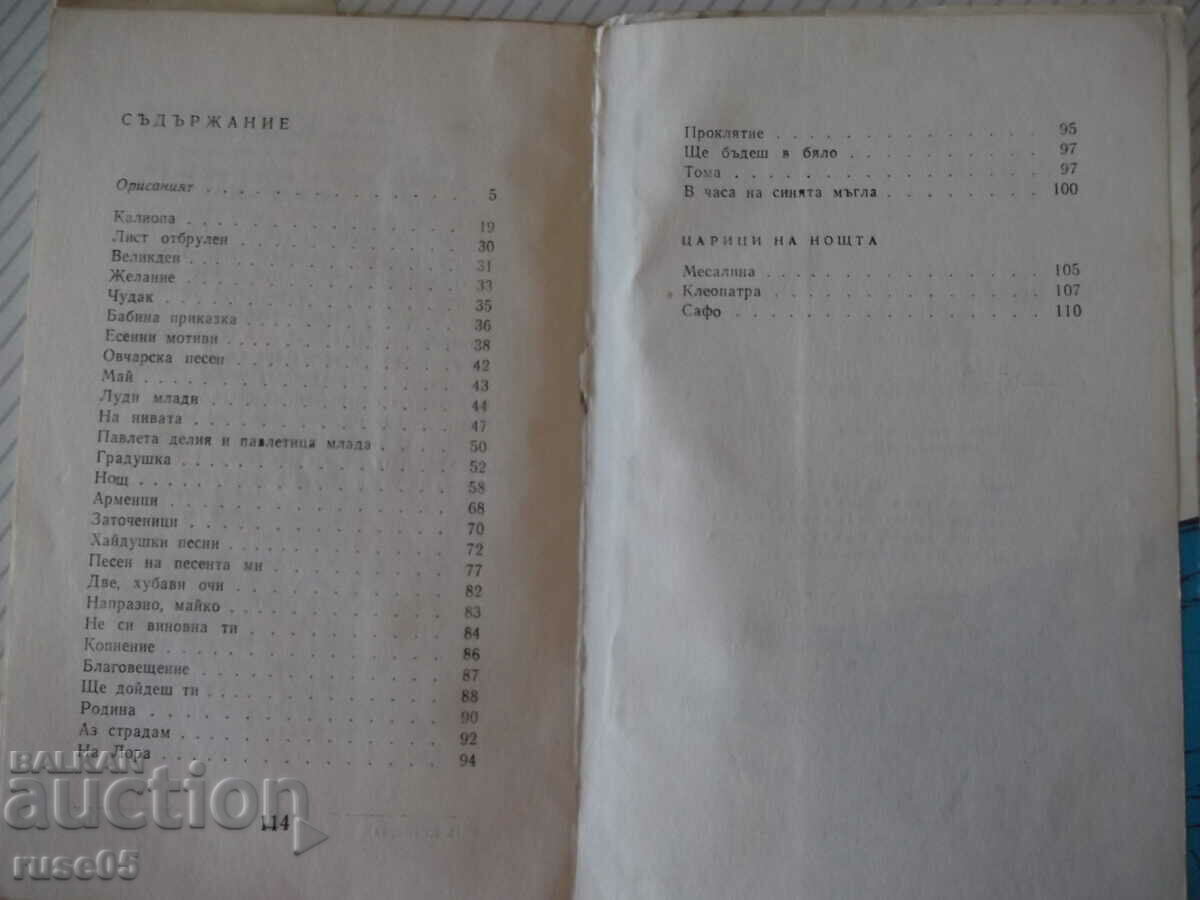 СЪДЪРЖАНИЕ
Орисаният . . . . . . . . . . . 5
Калиопа . . . . . . . . . . . 19
Лист отбрулен . . . . . . . . . . 30
Великден . . . . . . . . . . . 31
Желание . . . . . . . . . . . 33
Чудак . . . . . . . . . . . . 35
Бабина приказка . . . . . . . . . 36
Есенни мотиви . . . . . . . . . . 38
Овчарска песен . . . . . . . . . 42
Май . . . . . . . . . . . . . 43
Луди млади . . . . . . . . . . 44
На нивата . . . . . . . . . . . 47
Павлета делия и павлетица млада . . . . 50
Градушка . . . . . . . . . . . 52
Нощ . . . . . . . . . . . . . 58
Арменци . . . . . . . . . . . 68
Заточеници . . . . . . . . . . 70
Хайдушки песни . . . . . . . . . 72
Песен на песента ми . . . . . . . . 77
Две, хубави очи . . . . . . . . . 82
Напразно, майко . . . . . . . . . 83
Не си виновна ти . . . . . . . . . 84
Копнение . . . . . . . . . . . 86
Благовещение . . . . . . . . . . 87
Ще дойдеш ти . . . . . . . . . . 88
Родина . . . . . . . . . . . . 90
Аз страдам . . . . . . . . . . . 92
На Лора . . . . . . . . . . . . 94
114
Проклятие . . . . . . . . . . . 95
Ще бъдеш в бяло . . . . . . . . . 97
Тома . . . . . . . . . . . . . 97
В часа на синята мъгла . . . . . . . 100
ЦАРИЦИ НА НОЩТА
Месалина . . . . . . . . . . . 105
Клеопатра . . . . . . . . . . . 107
Сафо . . . . . . . . . . . . . 110
BALKAN
auction
ruse05